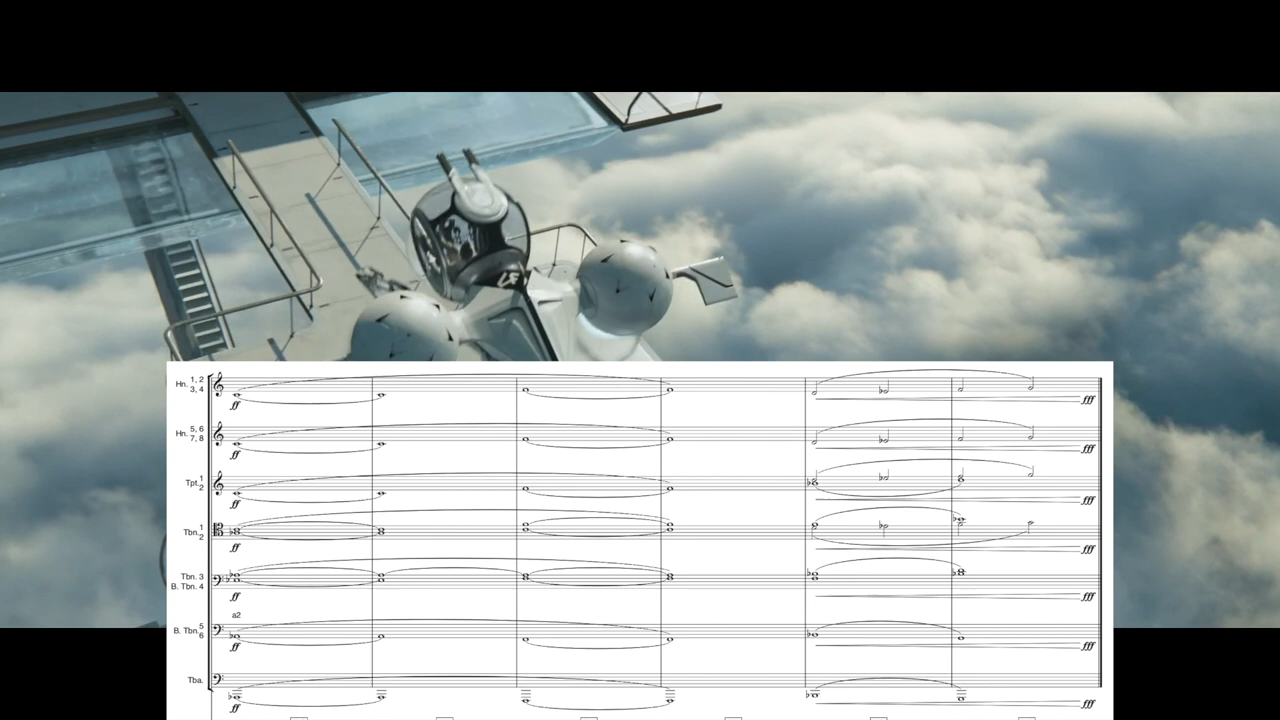 Hn. 1, 2
3, 4
ff
fff
Hn. 5, 6
7, 8
ff
fff
Tpt. 1
2
ff
fff
Tbn. 1
2
ff
fff
Tbn. 3
B. Tbn. 4
ff
fff
a2
B. Tbn. 5
6
ff
fff
Tba.
ff
fff